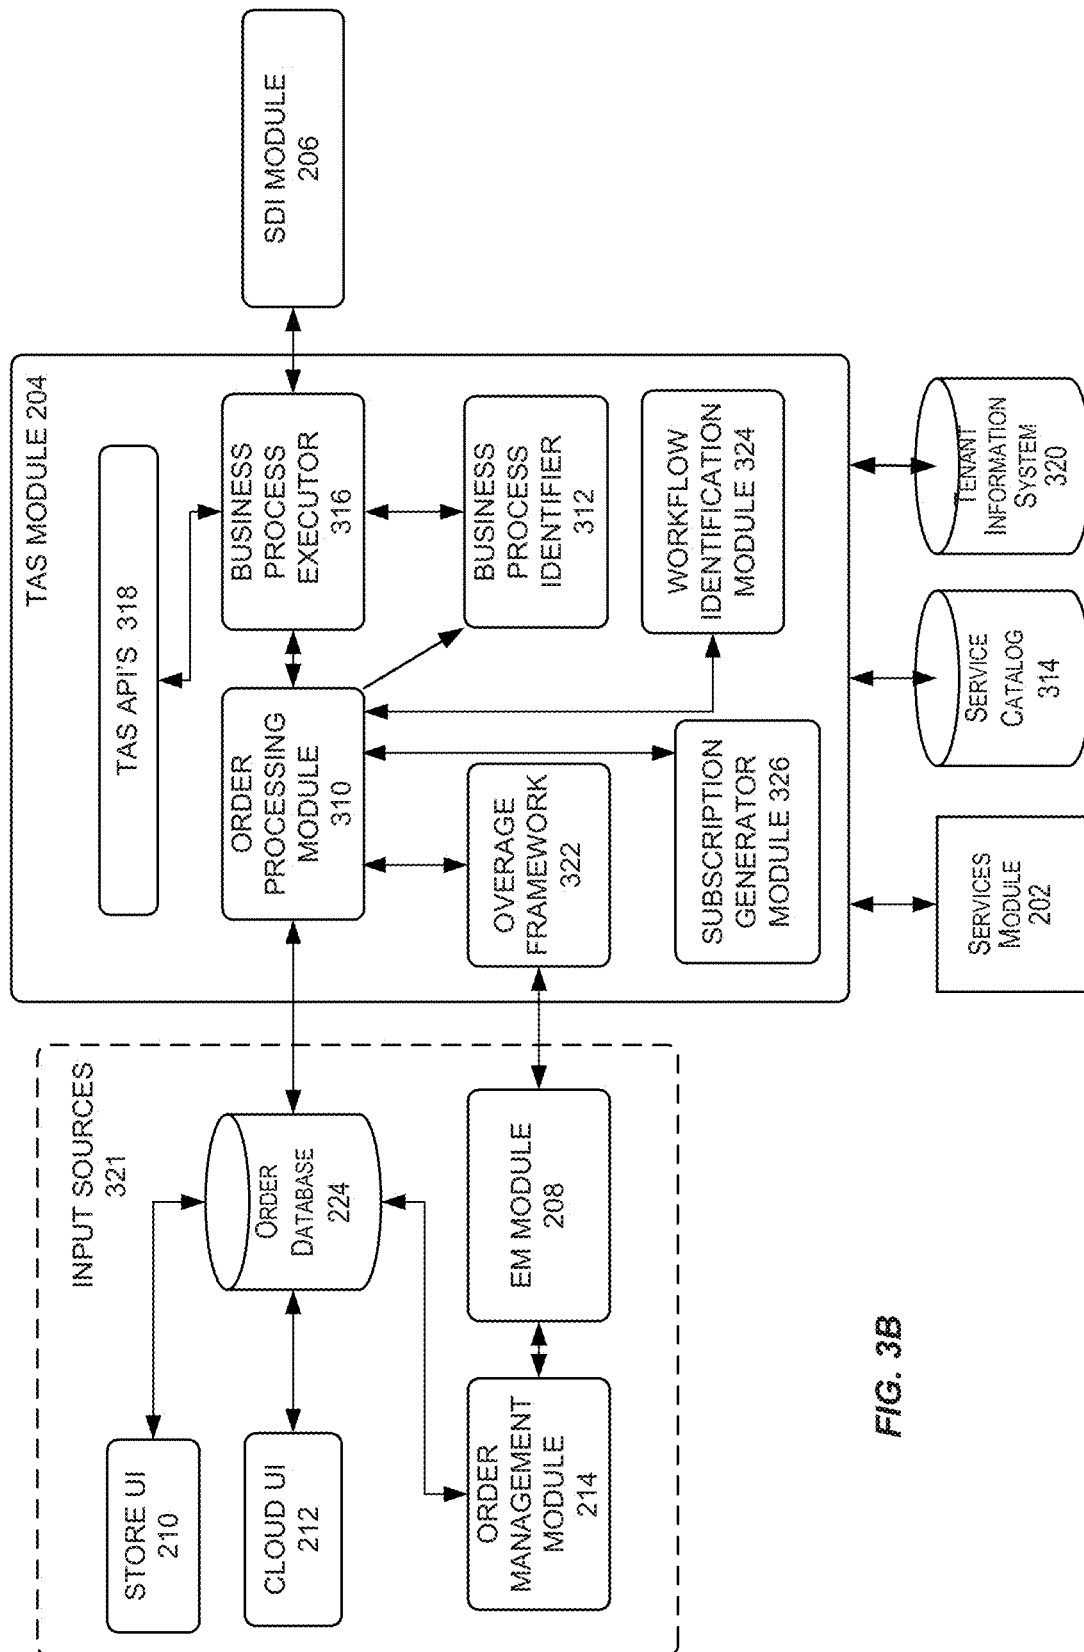 INPUT SOURCES
321
STORE UI
210
CLOUD UI
212
ORDER
MANAGEMENT
MODULE
214
ORDER
DATABASE
224
EM MODULE
208
TAS MODULE 204
TAS API'S 318
ORDER
PROCESSING
MODULE
310
BUSINESS
PROCESS
EXECUTOR
316
OVERAGE
FRAMEWORK
322
BUSINESS
PROCESS
IDENTIFIER
312
SUBSCRIPTION
GENERATOR
MODULE 326
WORKFLOW
IDENTIFICATION
MODULE 324
SDI MODULE
206
SERVICES
MODULE
202
SERVICE
CATALOG
314
TENANT
INFORMATION
SYSTEM
320
FIG. 3B